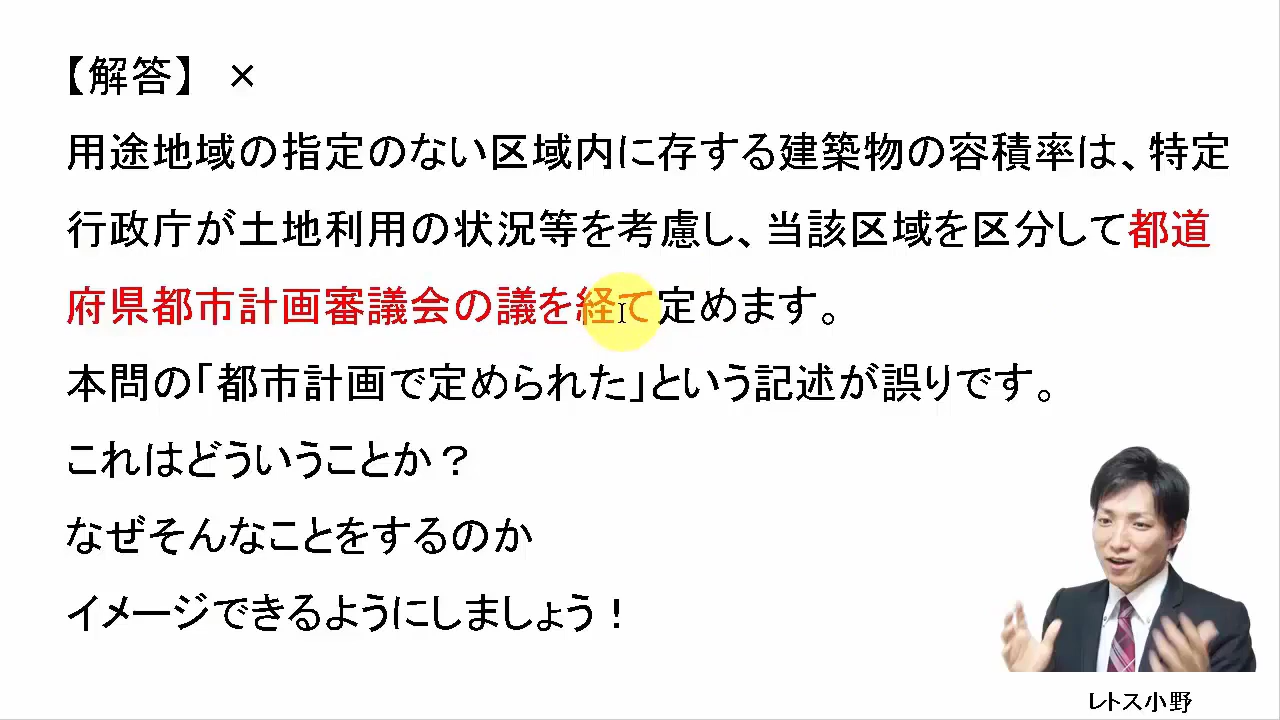 【解答】 ×
用途地域の指定のない区域内に存する建築物の容積率は、特定
行政庁が土地利用の状況等を考慮し、当該区域を区分して都道
府県都市計画審議会の議を経て定めます。
本問の「都市計画で定められた」という記述が誤りです。
これはどういうことか？
なぜそんなことをするのか
イメージできるようにしましょう！
レトス小野